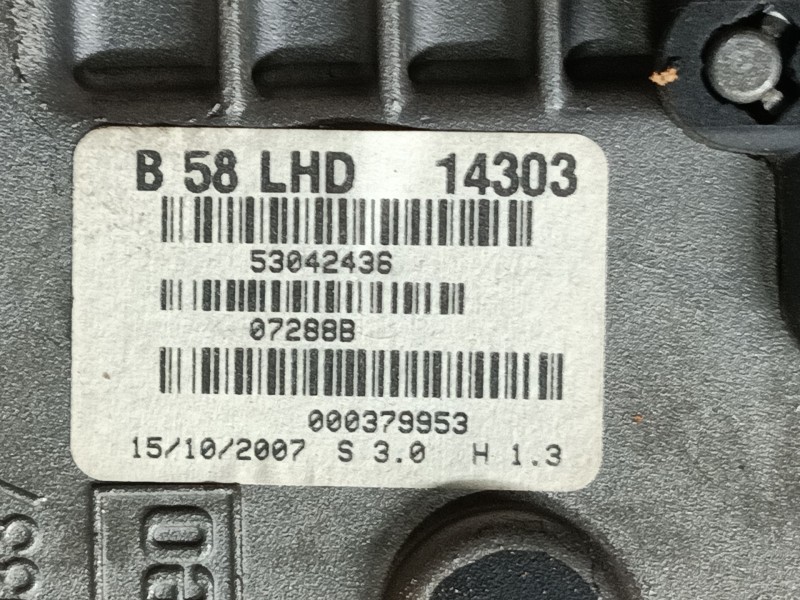 B 58 LHD 14303
53042436
07288B
000379953
15/10/2007 S 3.0 H 1.3